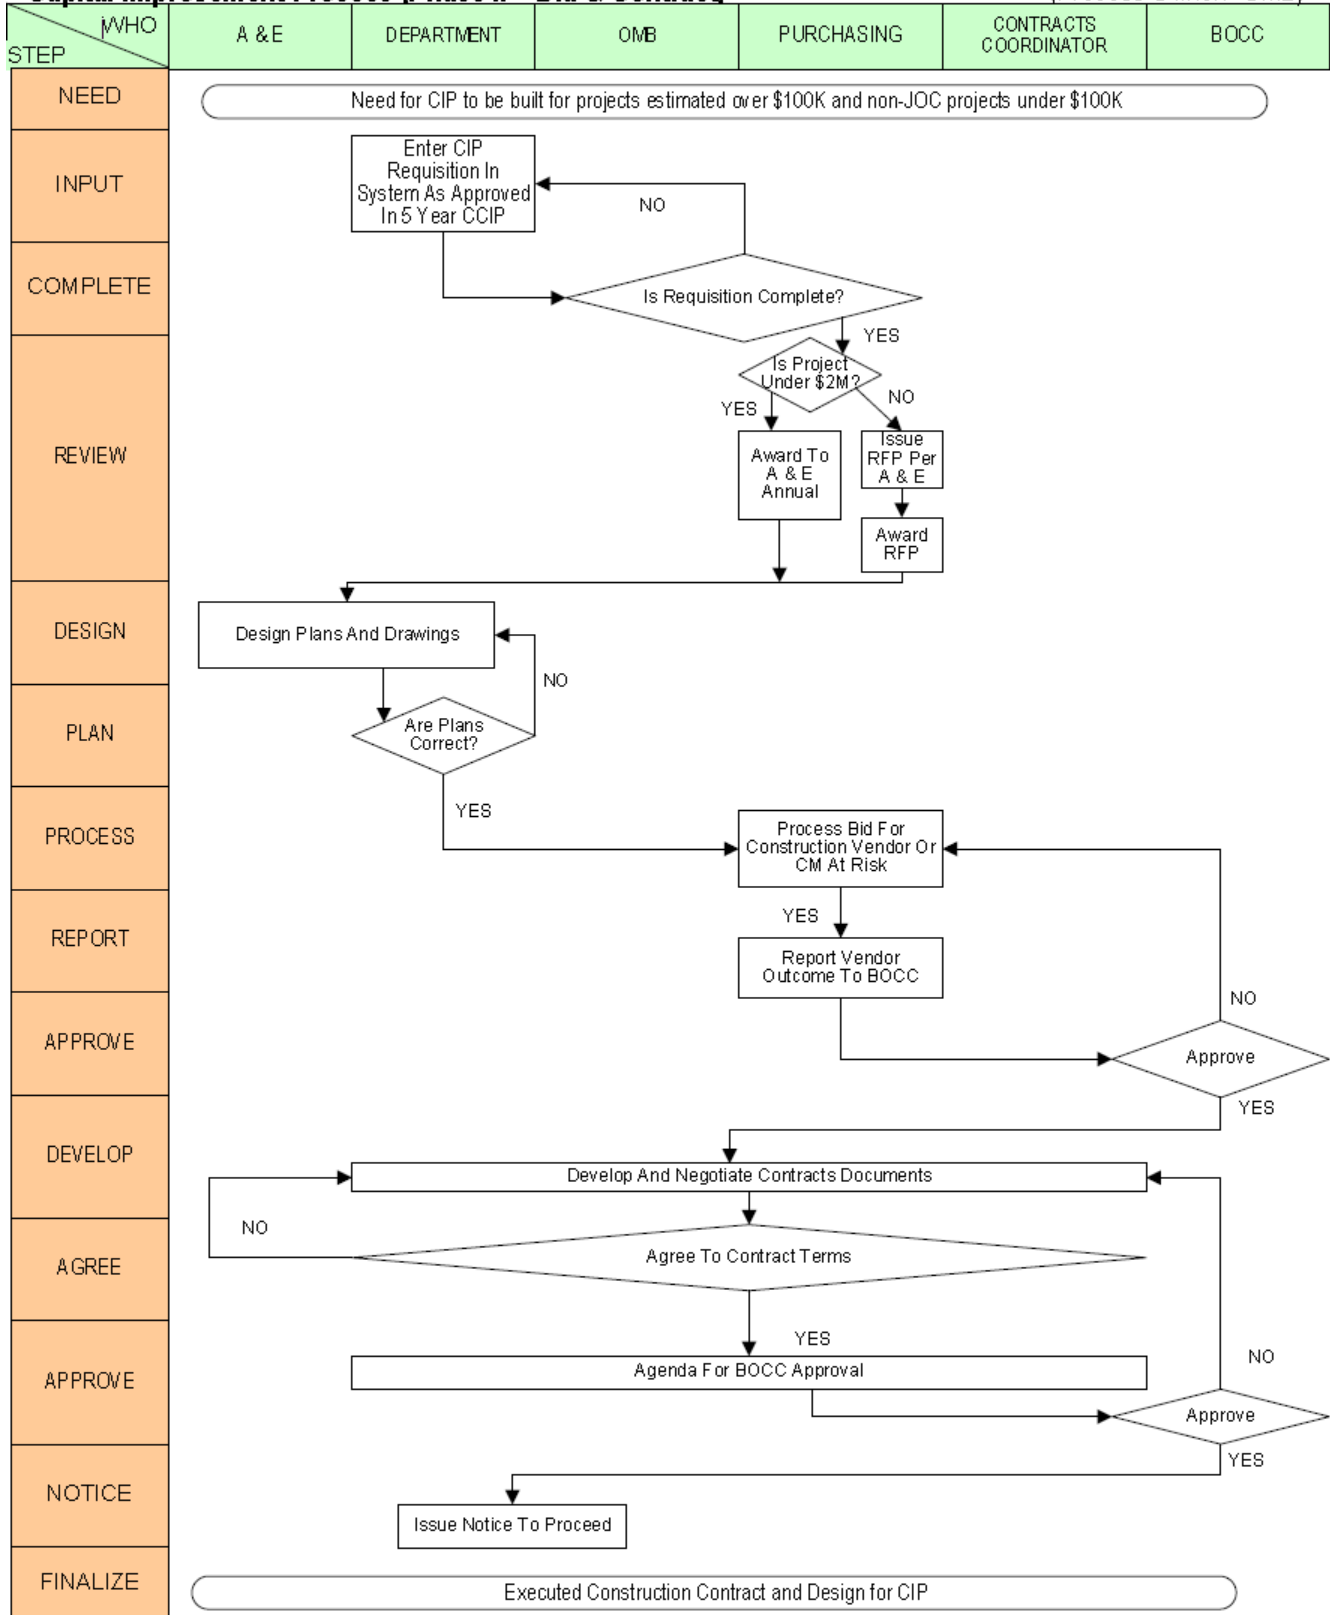 WHO
STEP
A & E
DEPARTMENT
OMB
PURCHASING
CONTRACTS
COORDINATOR
BOCC
NEED
Need for CIP to be built for projects estimated over $100K and non-JOC projects under $100K
INPUT
Enter CIP
Requisition In
System As Approved
In 5 Year CCIP
NO
COMPLETE
Is Requisition Complete?
YES
REVIEW
Is Project
Under $2M?
YES
NO
Award To
A & E
Annual
Issue
RFP Per
A & E
Award
RFP
DESIGN
Design Plans And Drawings
NO
PLAN
Are Plans
Correct?
YES
PROCESS
Process Bid For
Construction Vendor Or
CM At Risk
YES
REPORT
Report Vendor
Outcome To BOCC
NO
APPROVE
Approve
YES
DEVELOP
Develop And Negotiate Contracts Documents
NO
AGREE
Agree To Contract Terms
YES
NO
APPROVE
Agenda For BOCC Approval
Approve
YES
NOTICE
Issue Notice To Proceed
FINALIZE
Executed Construction Contract and Design for CIP